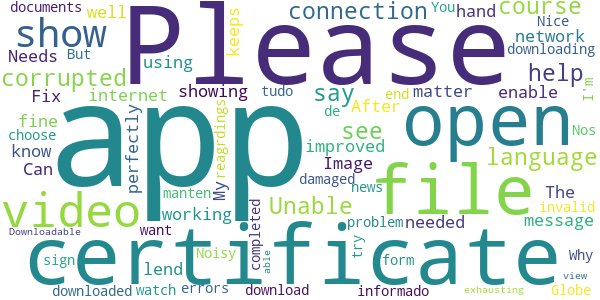 documents well Please connection You hand course
show keeps Nice network
Needs But using downloading
corrupted internet showing tudo say matter enable help
Fix app de After end open I'm
fine choose perfectly reagrdings see improved Nos
know language
Can My Image damaged news file
video manten Unable The invalid
working completed problem needed message
Downloadable certificate
want try Why
sign lend Noisy able form view
downloaded watch errors download informado exhausting Globe